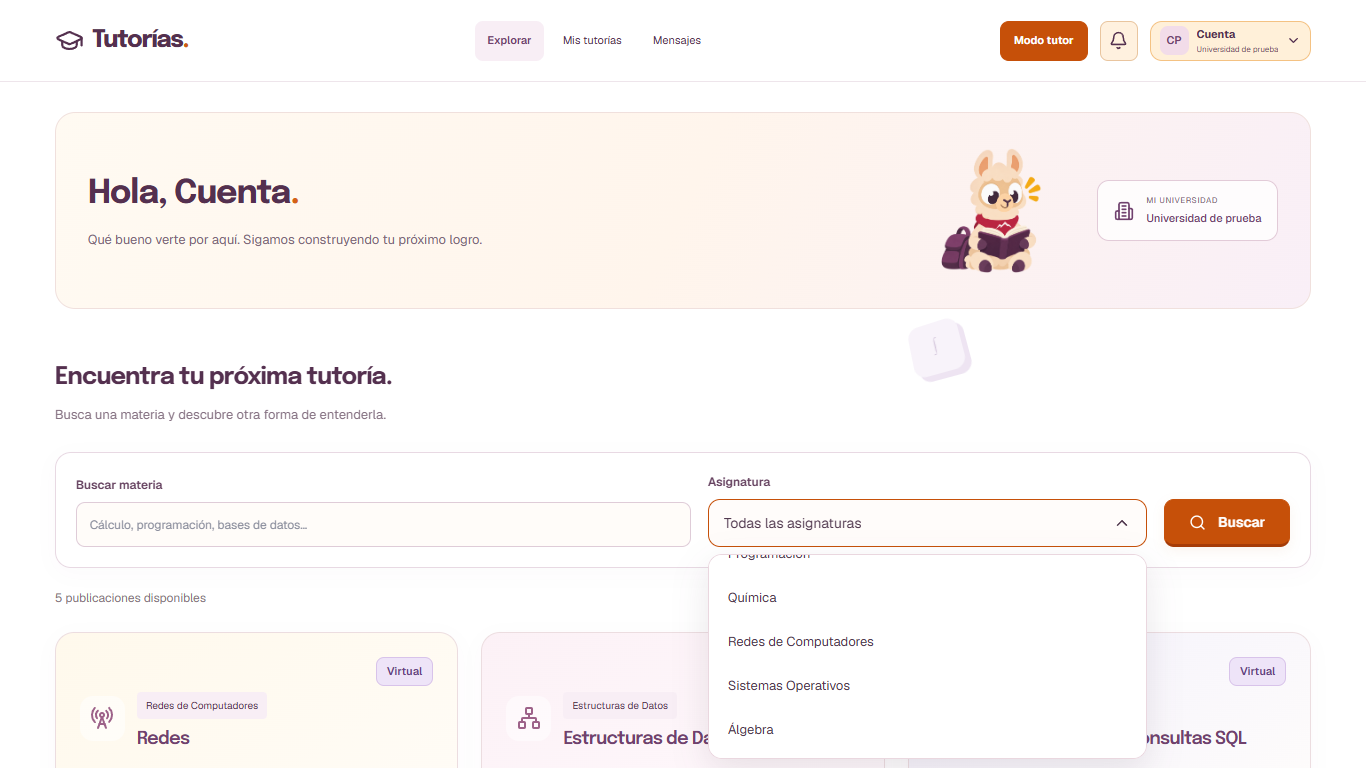 Tutorías.
Explorar
Mis tutorías
Mensajes
Modo tutor
CP
Cuenta
Universidad de prueba
Hola, Cuenta.
Qué bueno verte por aquí. Sigamos construyendo tu próximo logro.
MI UNIVERSIDAD
Universidad de prueba
∫
Encuentra tu próxima tutoría.
Busca una materia y descubre otra forma de entenderla.
Buscar materia
Cálculo, programación, bases de datos...
Asignatura
Todas las asignaturas
Buscar
Programación
Química
Redes de Computadores
Sistemas Operativos
Álgebra
5 publicaciones disponibles
Virtual
Redes de Computadores
Redes
Estructuras de Datos
Estructuras de Da
Virtual
onsultas SQL